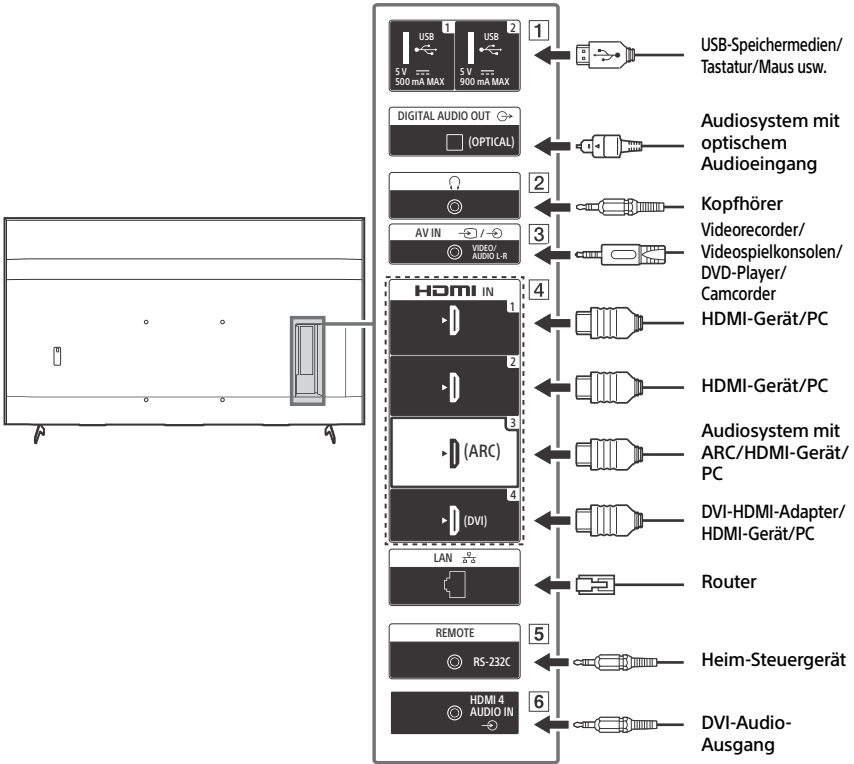 1
2
1
USB
USB
5 V
500 mA MAX
5 V
900 mA MAX
USB-Speichermedien/
Tastatur/Maus usw.
DIGITAL AUDIO OUT
(OPTICAL)
Audiosystem mit
optischem
Audioeingang
2
Kopfhörer
AV IN
/
3
VIDEO/
AUDIO L-R
Videorecorder/
Videospielkonsolen/
DVD-Player/
Camcorder
HDMI IN
4
1
HDMI-Gerät/PC
2
HDMI-Gerät/PC
3
(ARC)
Audiosystem mit
ARC/HDMI-Gerät/
PC
4
(DVI)
DVI-HDMI-Adapter/
HDMI-Gerät/PC
LAN
Router
REMOTE
5
RS-232C
Heim-Steuergerät
HDMI 4
AUDIO IN
6
DVI-Audio-
Ausgang